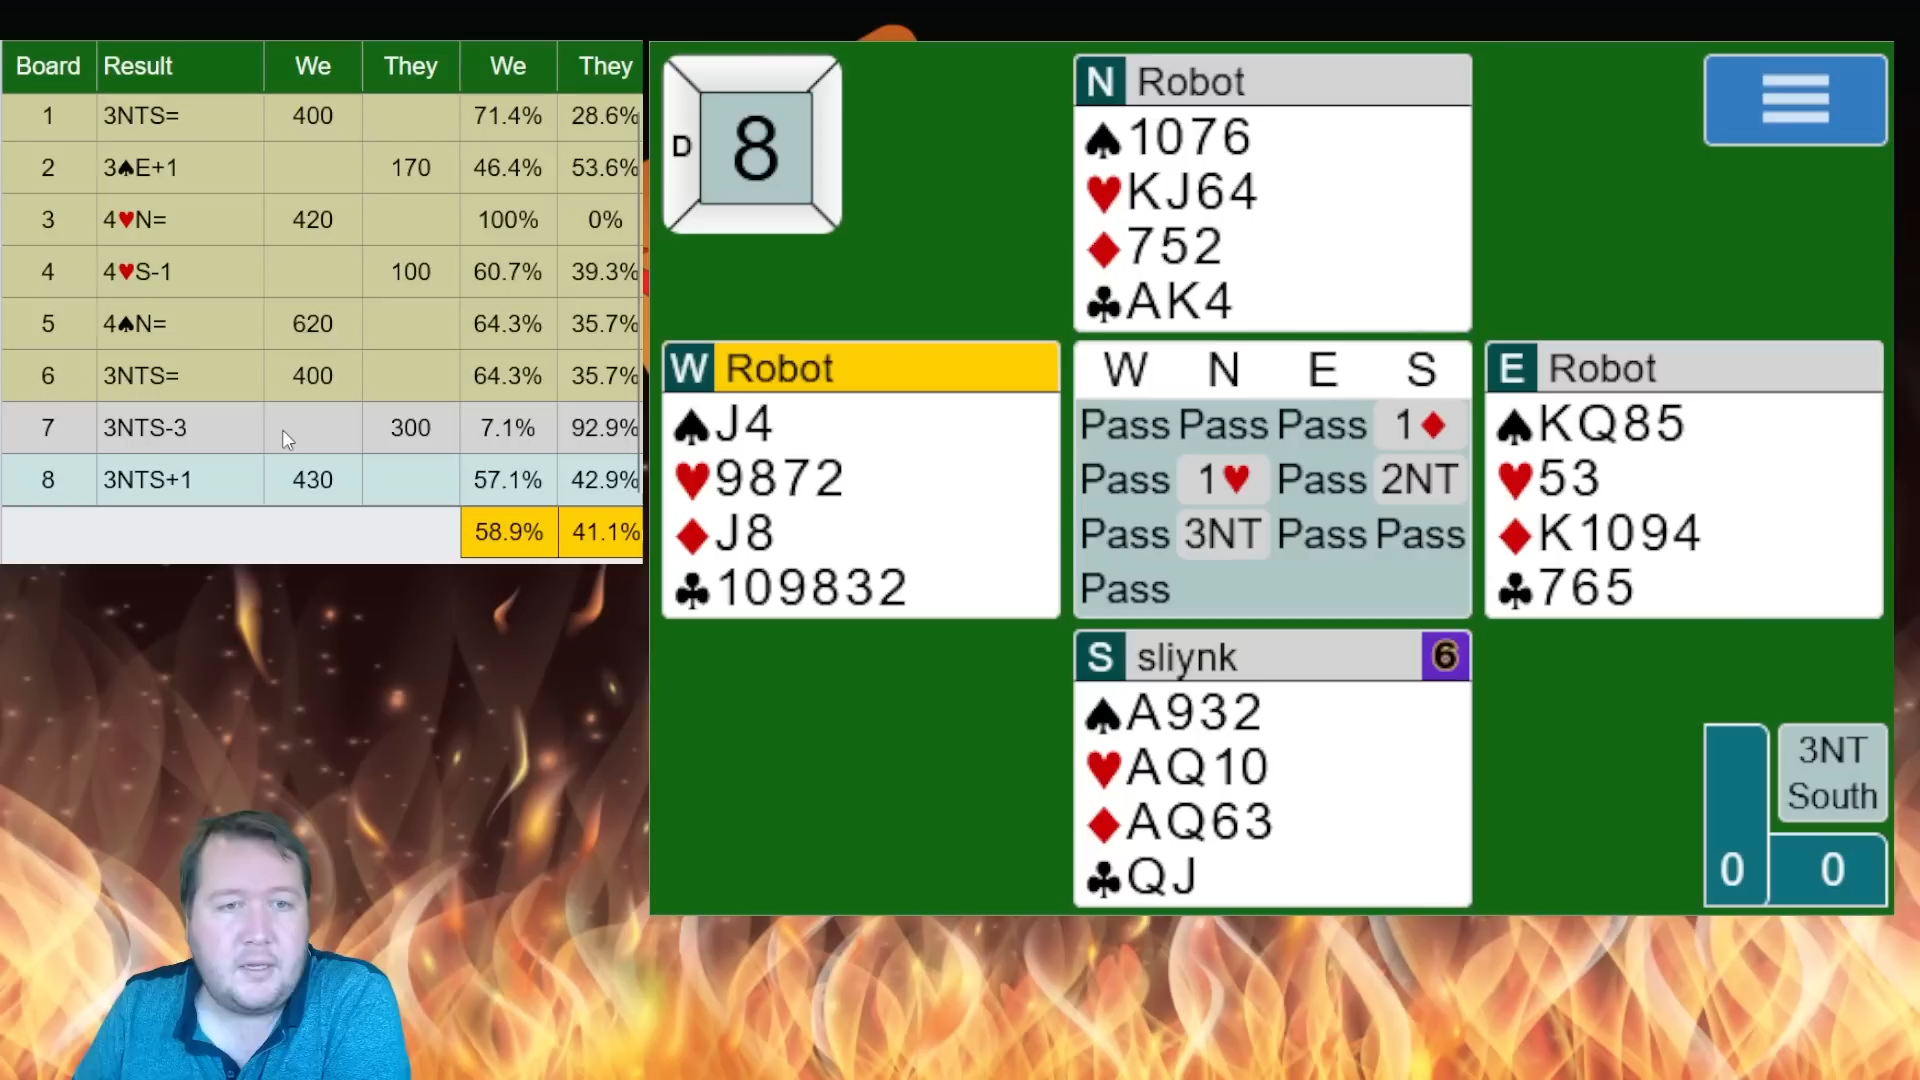 Board Result We They We They
1 3NTS= 400 71.4% 28.6%
2 3♠E+1 170 46.4% 53.6%
3 4♥N= 420 100% 0%
4 4♥S-1 100 60.7% 39.3%
5 4♠N= 620 64.3% 35.7%
6 3NTS= 400 64.3% 35.7%
7 3NTS-3 300 7.1% 92.9%
8 3NTS+1 430 57.1% 42.9%
58.9% 41.1%
D 8
N Robot
♠1076
♥KJ64
♦752
♣AK4
W Robot
♠J4
♥9872
♦J8
♣109832
W N E S
Pass Pass Pass 1♦
Pass 1♥ Pass 2NT
Pass 3NT Pass Pass
Pass
E Robot
♠KQ85
♥53
♦K1094
♣765
S sliynk 6
♠A932
♥AQ10
♦AQ63
♣QJ
3NT
South
0 0